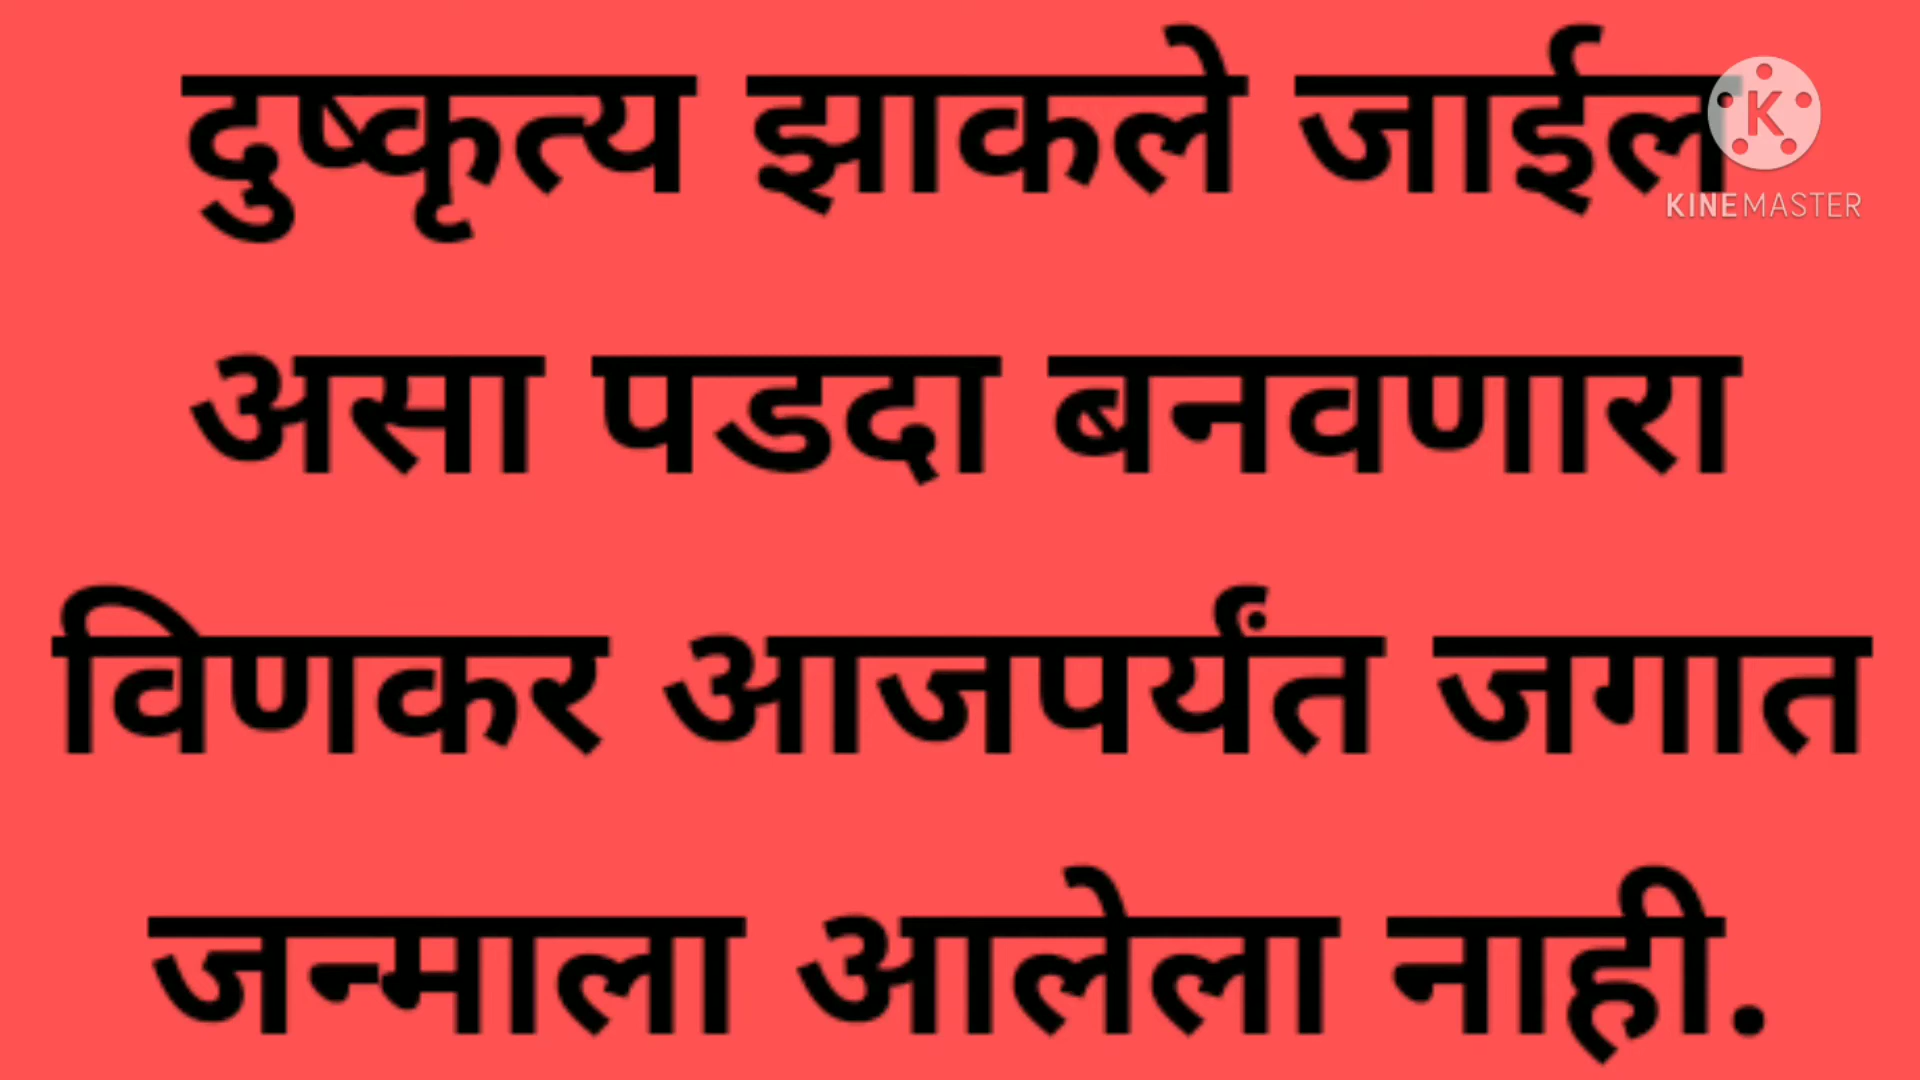 दुष्कृत्य झाकले जाईल
K
KINEMASTER
असा पडदा बनवणारा
विणकर आजपर्यंत जगात
जन्माला आलेला नाही.